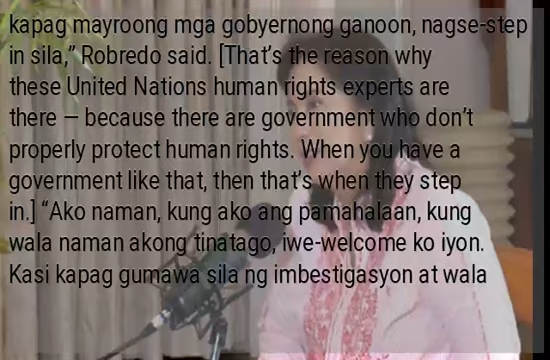 kapag mayroong mga gobyernong ganoon, nagse-step
in sila,” Robredo said. [That’s the reason why
these United Nations human rights experts are
there — because there are government who don’t
properly protect human rights. When you have a
government like that, then that’s when they step
in.] “Ako naman, kung ako ang pamahalaan, kung
wala naman akong tinatago, iwe-welcome ko iyon.
Kasi kapag gumawa sila ng imbestigasyon at wala